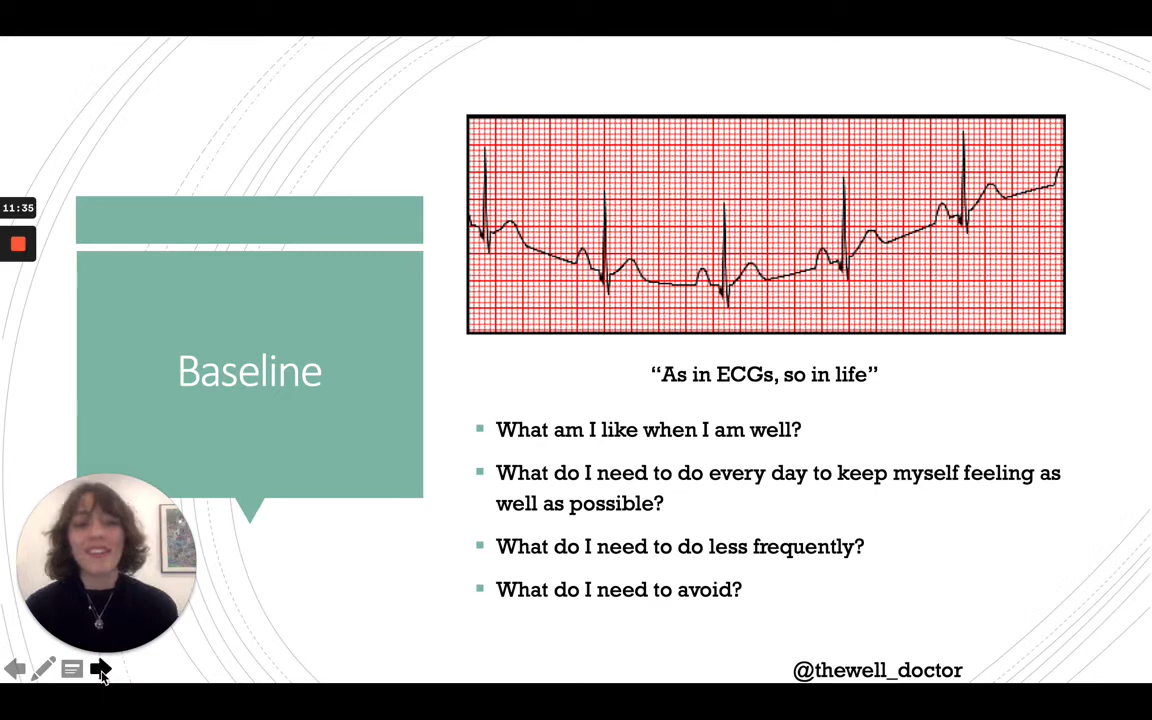 11:35
Baseline
“As in ECGs, so in life”
What am I like when I am well?
What do I need to do every day to keep myself feeling as
well as possible?
What do I need to do less frequently?
What do I need to avoid?
@thewell_doctor